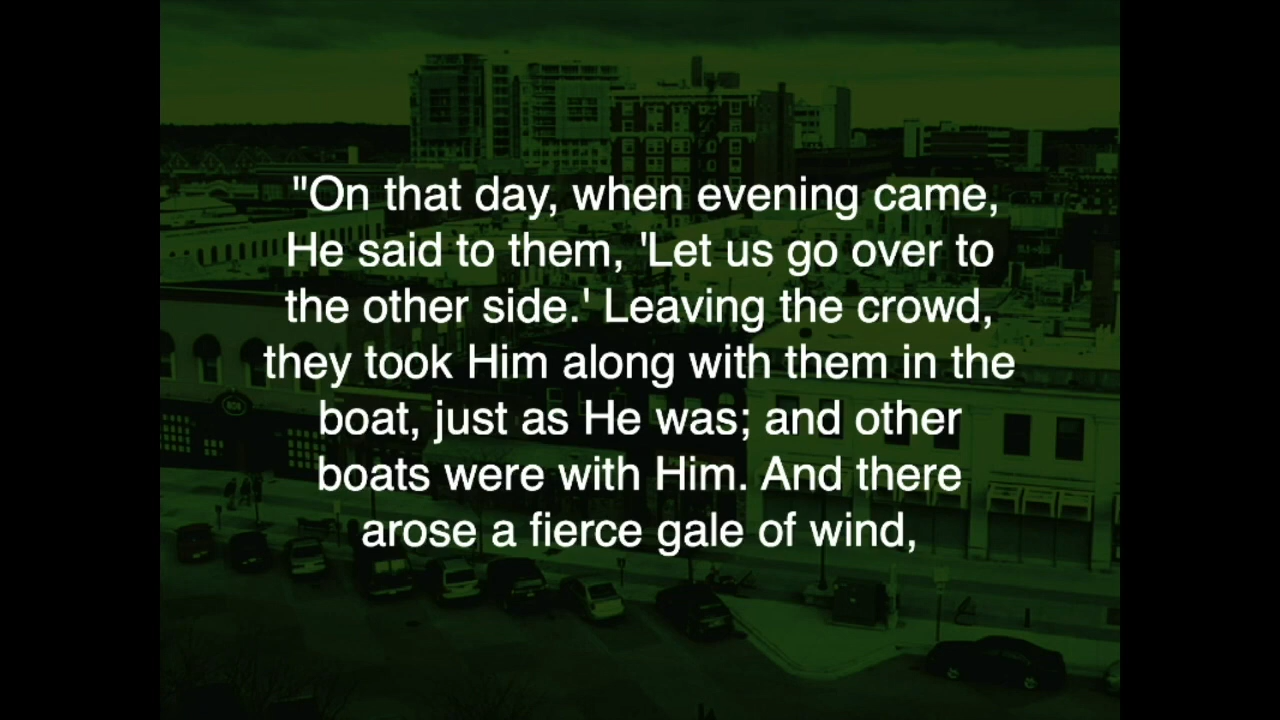 "On that day, when evening came,
He said to them, 'Let us go over to
the other side.' Leaving the crowd,
they took Him along with them in the
boat, just as He was; and other
boats were with Him. And there
arose a fierce gale of wind,